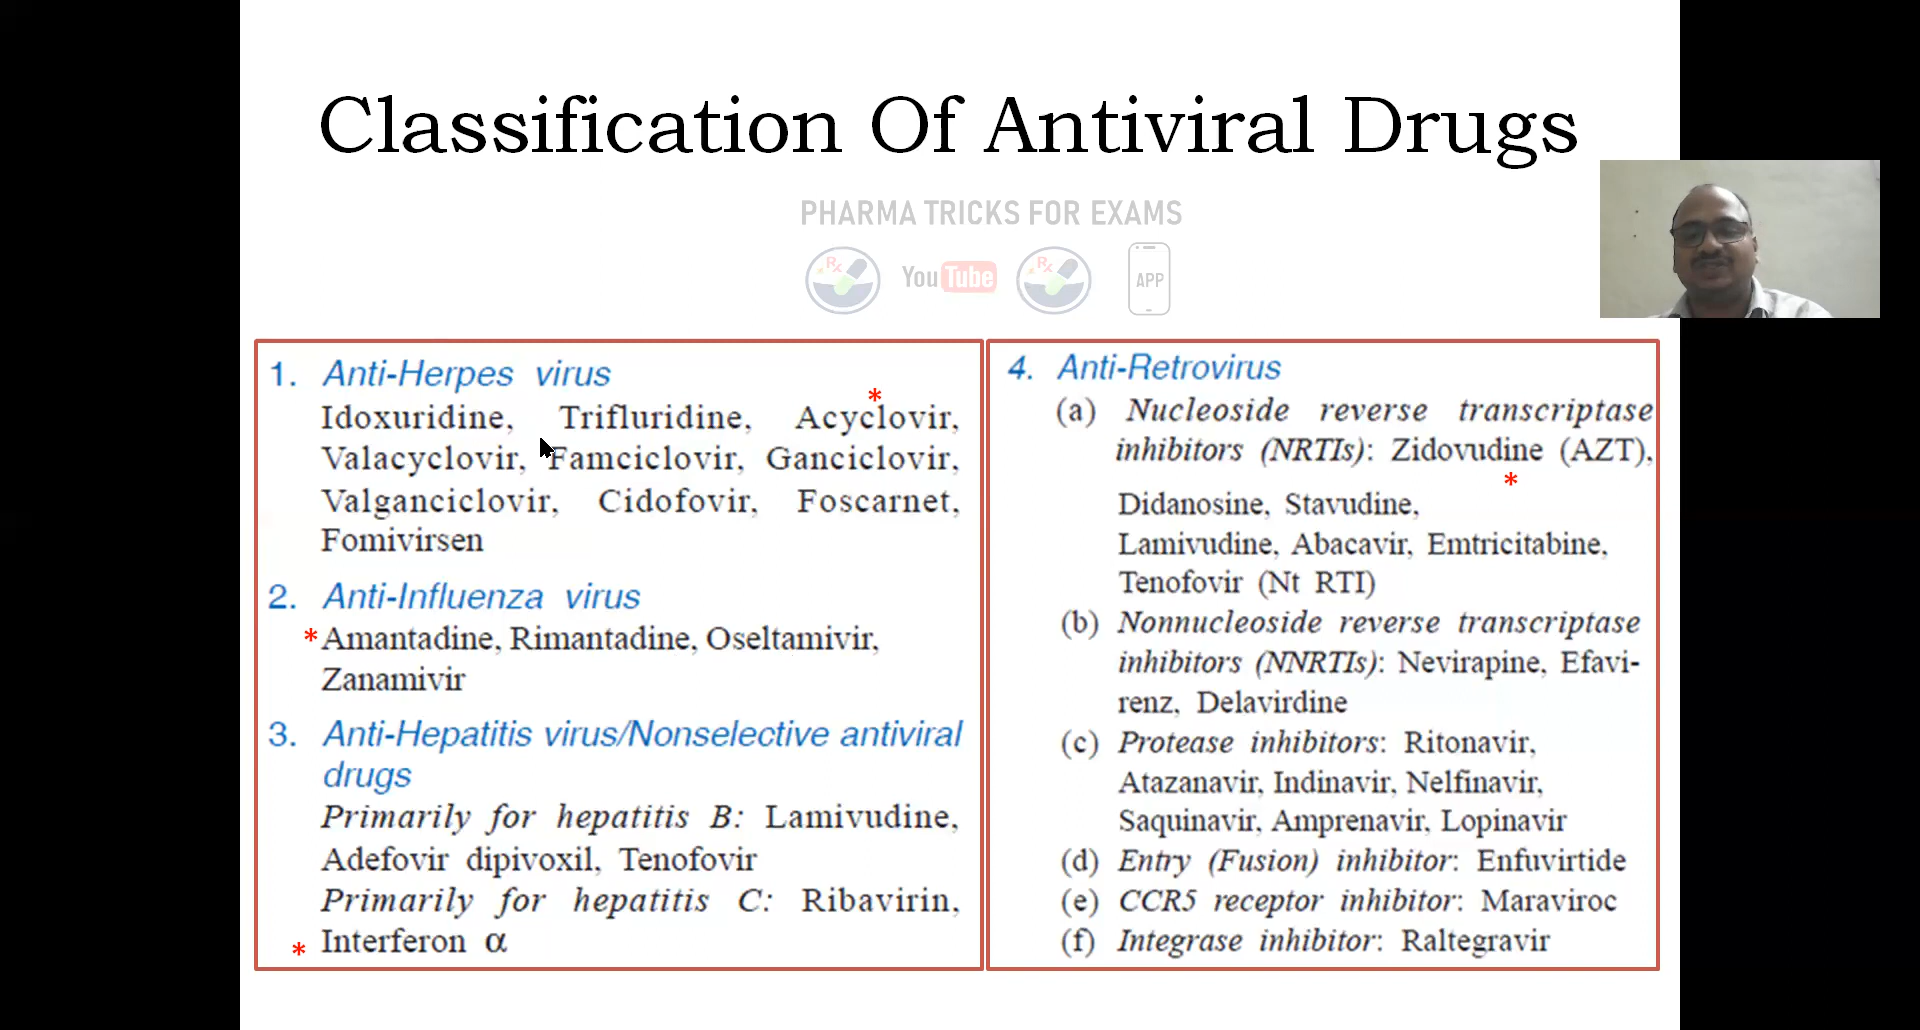 Classification Of Antiviral Drugs
PHARMA TRICKS FOR EXAMS
Rx
YouTube
Rx
APP
1. Anti-Herpes virus
*
Idoxuridine, Trifluridine, Acyclovir,
Valacyclovir, Famciclovir, Ganciclovir,
Valganciclovir, Cidofovir, Foscarnet,
Fomivirsen
2. Anti-Influenza virus
*Amantadine, Rimantadine, Oseltamivir,
Zanamivir
3. Anti-Hepatitis virus/Nonselective antiviral
drugs
Primarily for hepatitis B: Lamivudine,
Adefovir dipivoxil, Tenofovir
Primarily for hepatitis C: Ribavirin,
* Interferon α
4. Anti-Retrovirus
(a) Nucleoside reverse transcriptase
inhibitors (NRTIs): Zidovudine (AZT),
*
Didanosine, Stavudine,
Lamivudine, Abacavir, Emtricitabine,
Tenofovir (Nt RTI)
(b) Nonnucleoside reverse transcriptase
inhibitors (NNRTIs): Nevirapine, Efavi-
renz, Delavirdine
(c) Protease inhibitors: Ritonavir,
Atazanavir, Indinavir, Nelfinavir,
Saquinavir, Amprenavir, Lopinavir
(d) Entry (Fusion) inhibitor: Enfuvirtide
(e) CCR5 receptor inhibitor: Maraviroc
(f) Integrase inhibitor: Raltegravir